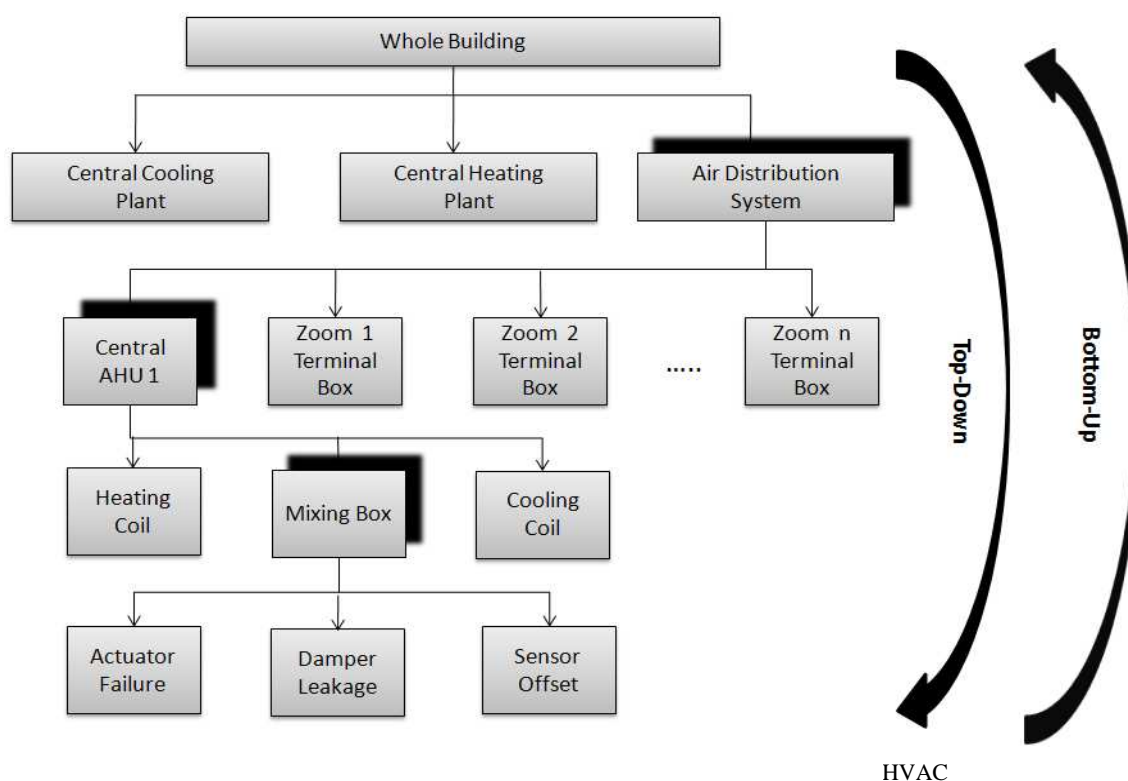 Whole Building
Central Cooling
Plant
Central Heating
Plant
Air Distribution
System
Central
AHU 1
Zoom 1
Terminal
Box
Zoom 2
Terminal
Box
.....
Zoom n
Terminal
Box
Heating
Coil
Mixing Box
Cooling
Coil
Actuator
Failure
Damper
Leakage
Sensor
Offset
Top-Down
Bottom-Up
HVAC